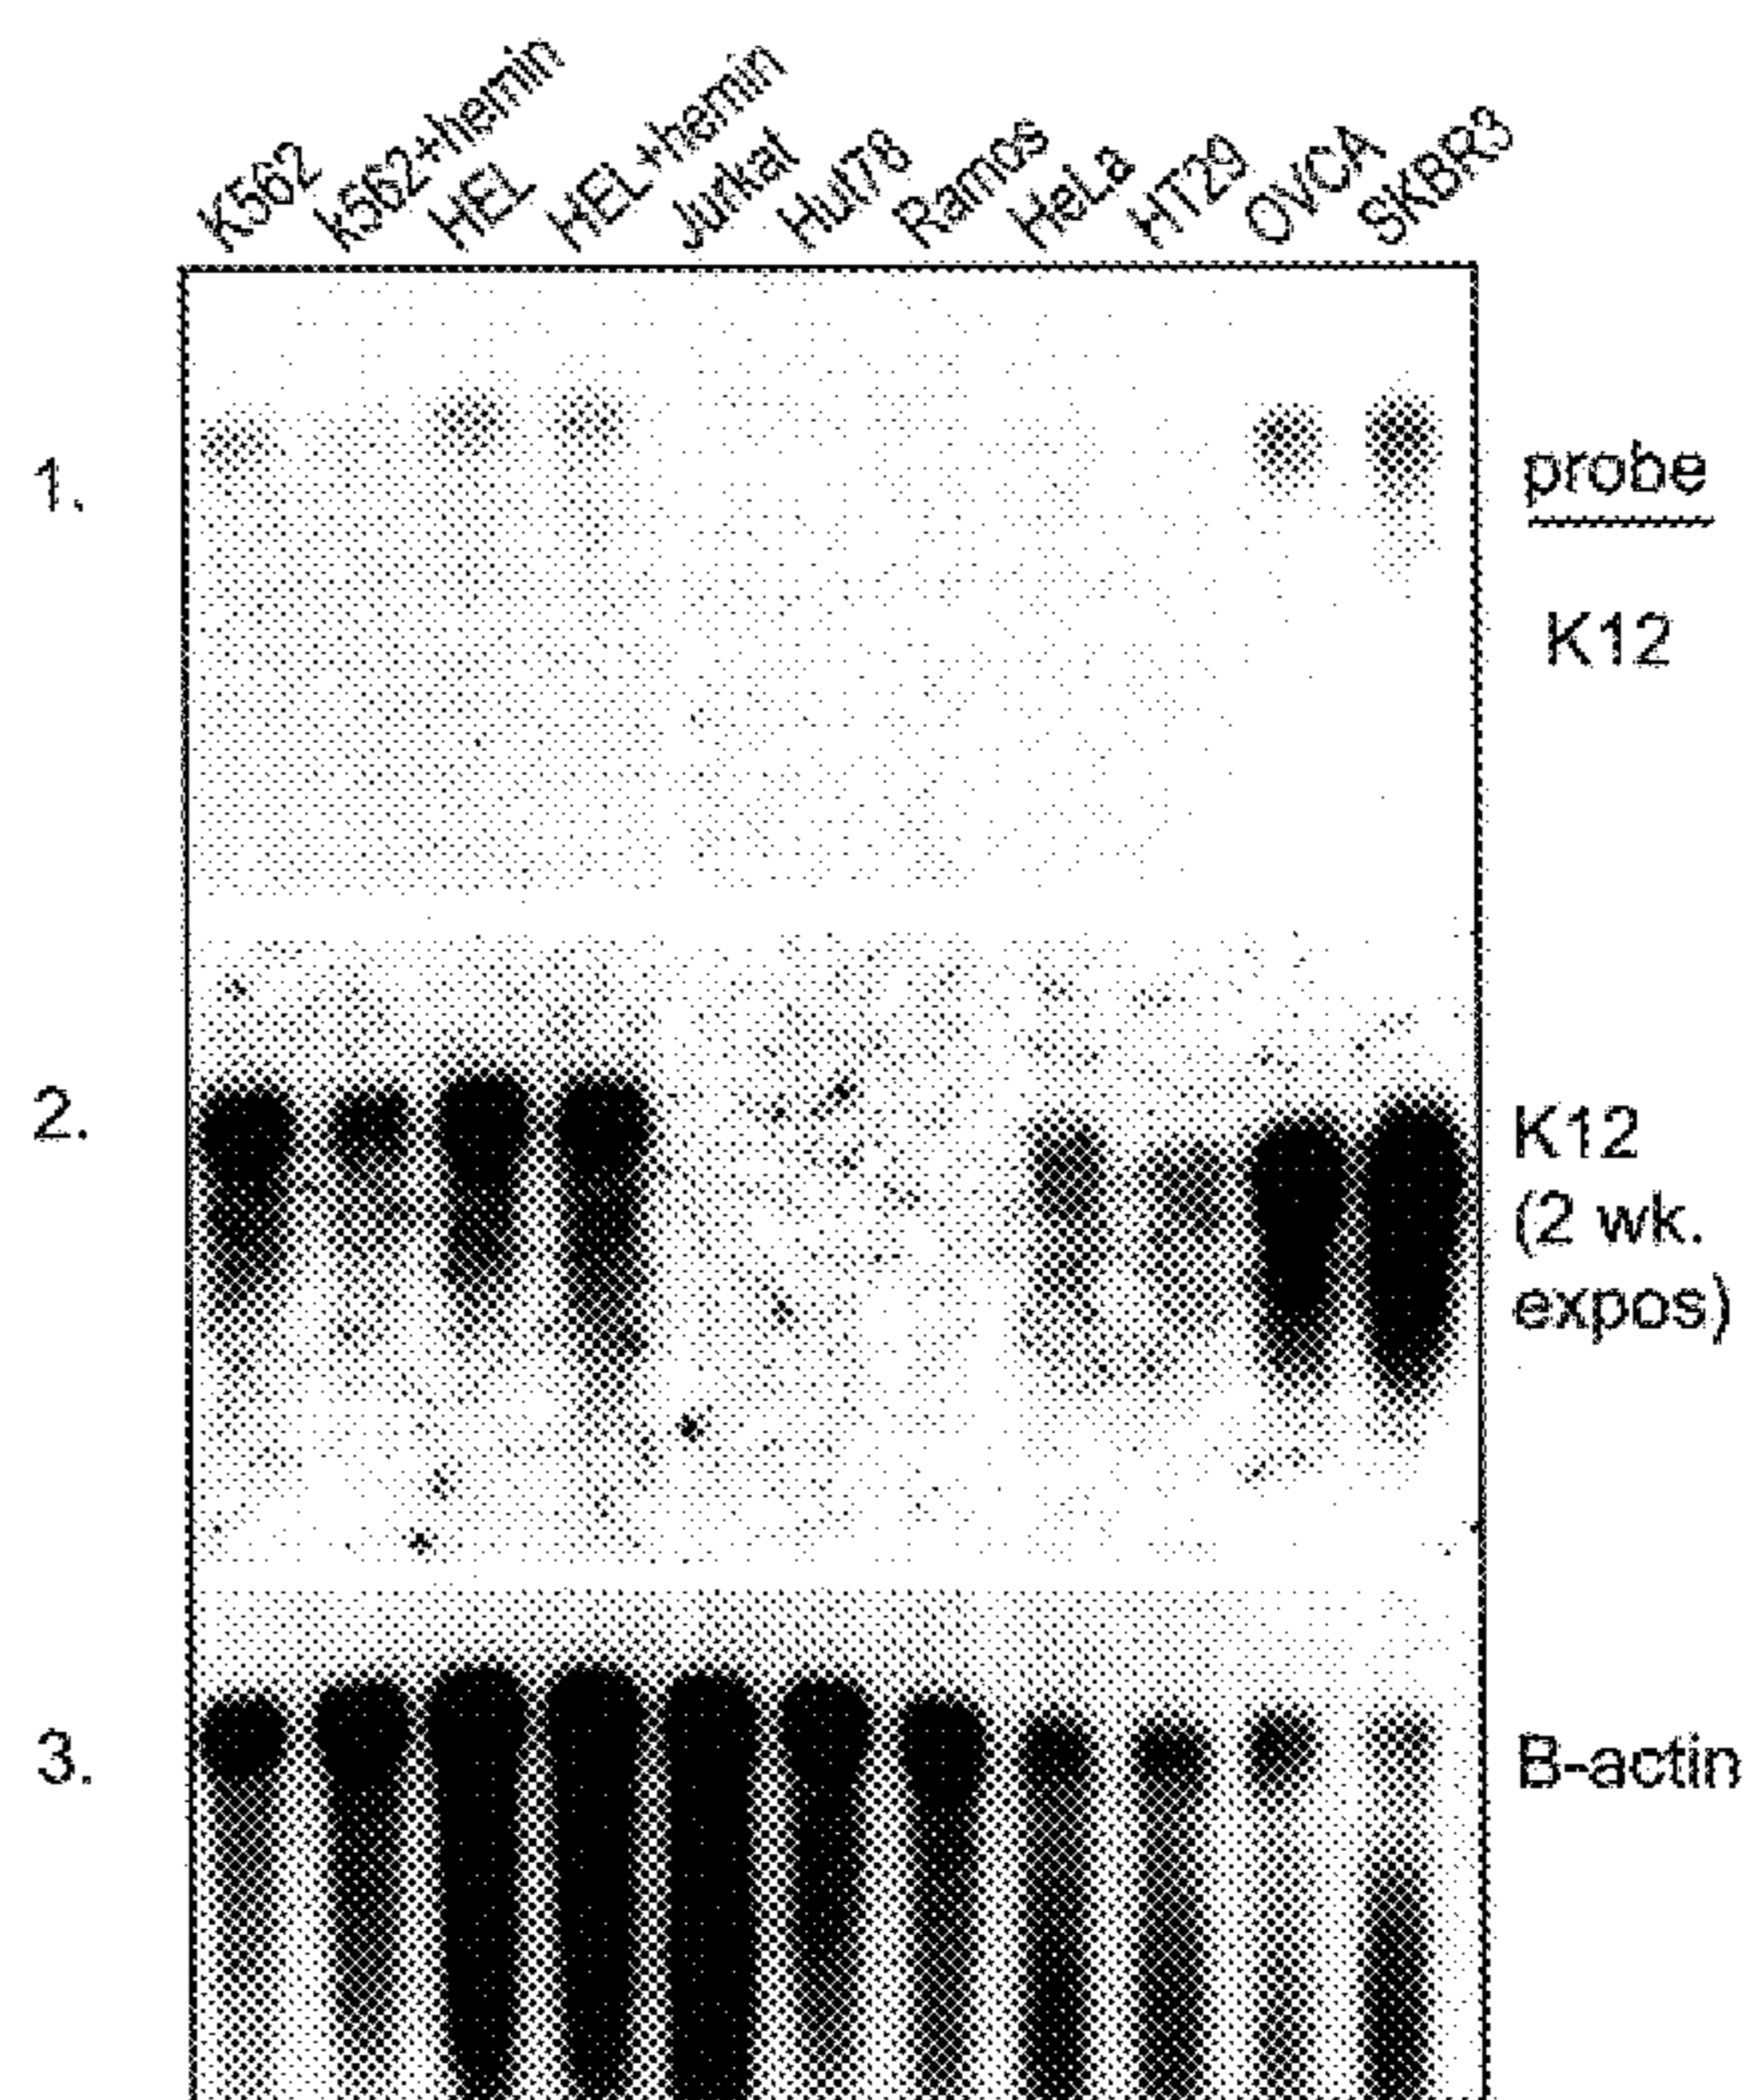 K562
k562+hemin
HEL
HEL+hemin
Jurkat
Hut78
Ramos
HeLa
HT29
OVCA
SKBR3
1.
probe
K12
2.
K12
(2 wk.
expos)
3.
B-actin